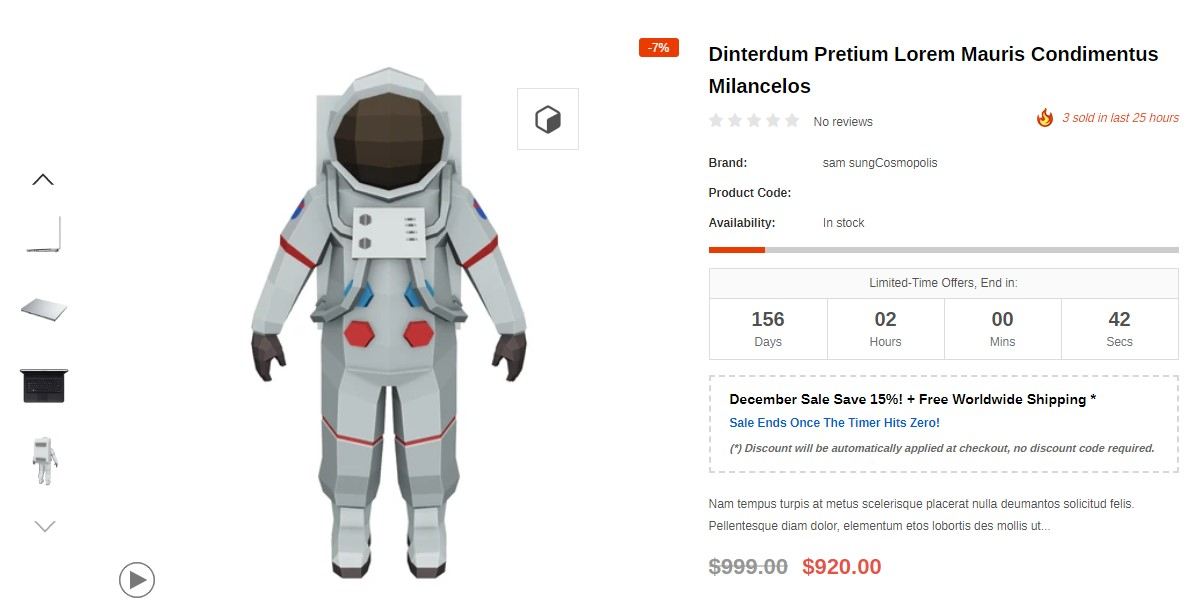 -7%
Dinterdum Pretium Lorem Mauris Condimentus
Milancelos
No reviews
3 sold in last 25 hours
Brand: sam sungCosmopolis
Product Code:
Availability: In stock
Limited-Time Offers, End in:
156 02 00 42
Days Hours Mins Secs
December Sale Save 15%! + Free Worldwide Shipping *
Sale Ends Once The Timer Hits Zero!
(*) Discount will be automatically applied at checkout, no discount code required.
Nam tempus turpis at metus scelerisque placerat nulla deumantos solicitud felis.
Pellentesque diam dolor, elementum etos lobortis des mollis ut...
$999.00 $920.00